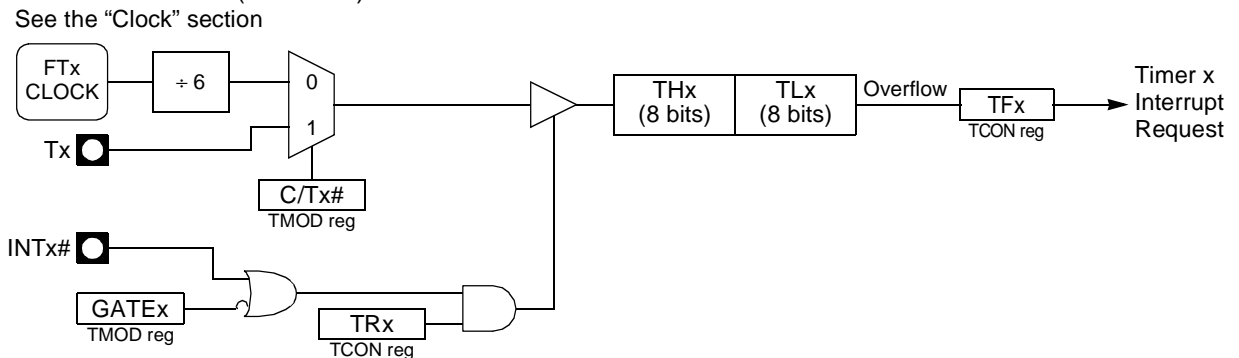 See the “Clock” section
FTx
CLOCK
÷ 6
0
1
Tx
C/Tx#
TMOD reg
THx
(8 bits)
TLx
(8 bits)
Overflow
TFx
TCON reg
Timer x
Interrupt
Request
INTx#
GATEx
TMOD reg
TRx
TCON reg